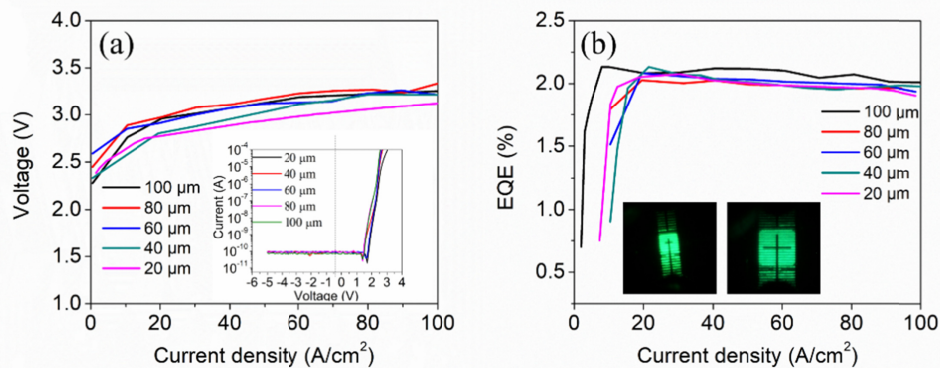 (a)
Voltage (V)
4.0
3.5
3.0
2.5
2.0
1.5
1.0
0
20
40
60
80
100
Current density (A/cm²)
100 μm
80 μm
60 μm
40 μm
20 μm
Current (A)
10⁻⁴
10⁻⁵
10⁻⁶
10⁻⁷
10⁻⁸
10⁻⁹
10⁻¹⁰
10⁻¹¹
20 μm
40 μm
60 μm
80 μm
100 μm
-6 -5 -4 -3 -2 -1 0 1 2 3 4
Voltage (V)
(b)
EQE (%)
2.5
2.0
1.5
1.0
0.5
0
20
40
60
80
100
Current density (A/cm²)
100 μm
80 μm
60 μm
40 μm
20 μm